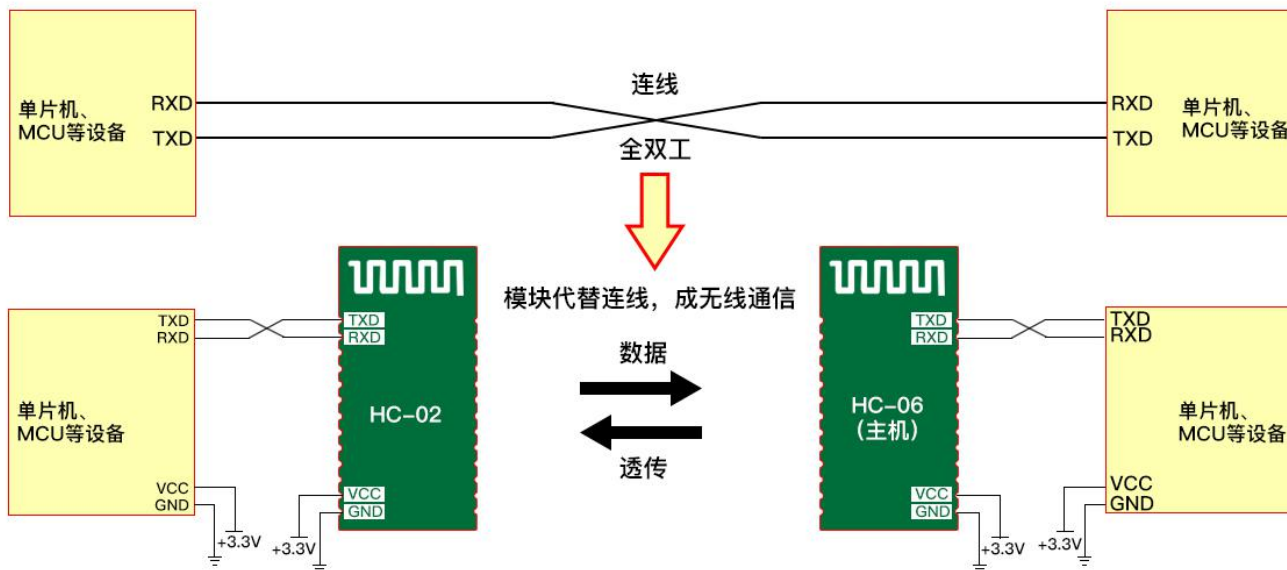 连线
单片机、
MCU等设备
RXD
TXD
RXD
TXD
单片机、
MCU等设备
全双工
模块代替连线，成无线通信
TXD
RXD
TXD
RXD
TXD
RXD
TXD
RXD
数据
单片机、
MCU等设备
HC-02
HC-06
（主机）
单片机、
MCU等设备
透传
VCC
GND
VCC
GND
VCC
GND
VCC
GND
+3.3V
+3.3V
+3.3V
+3.3V